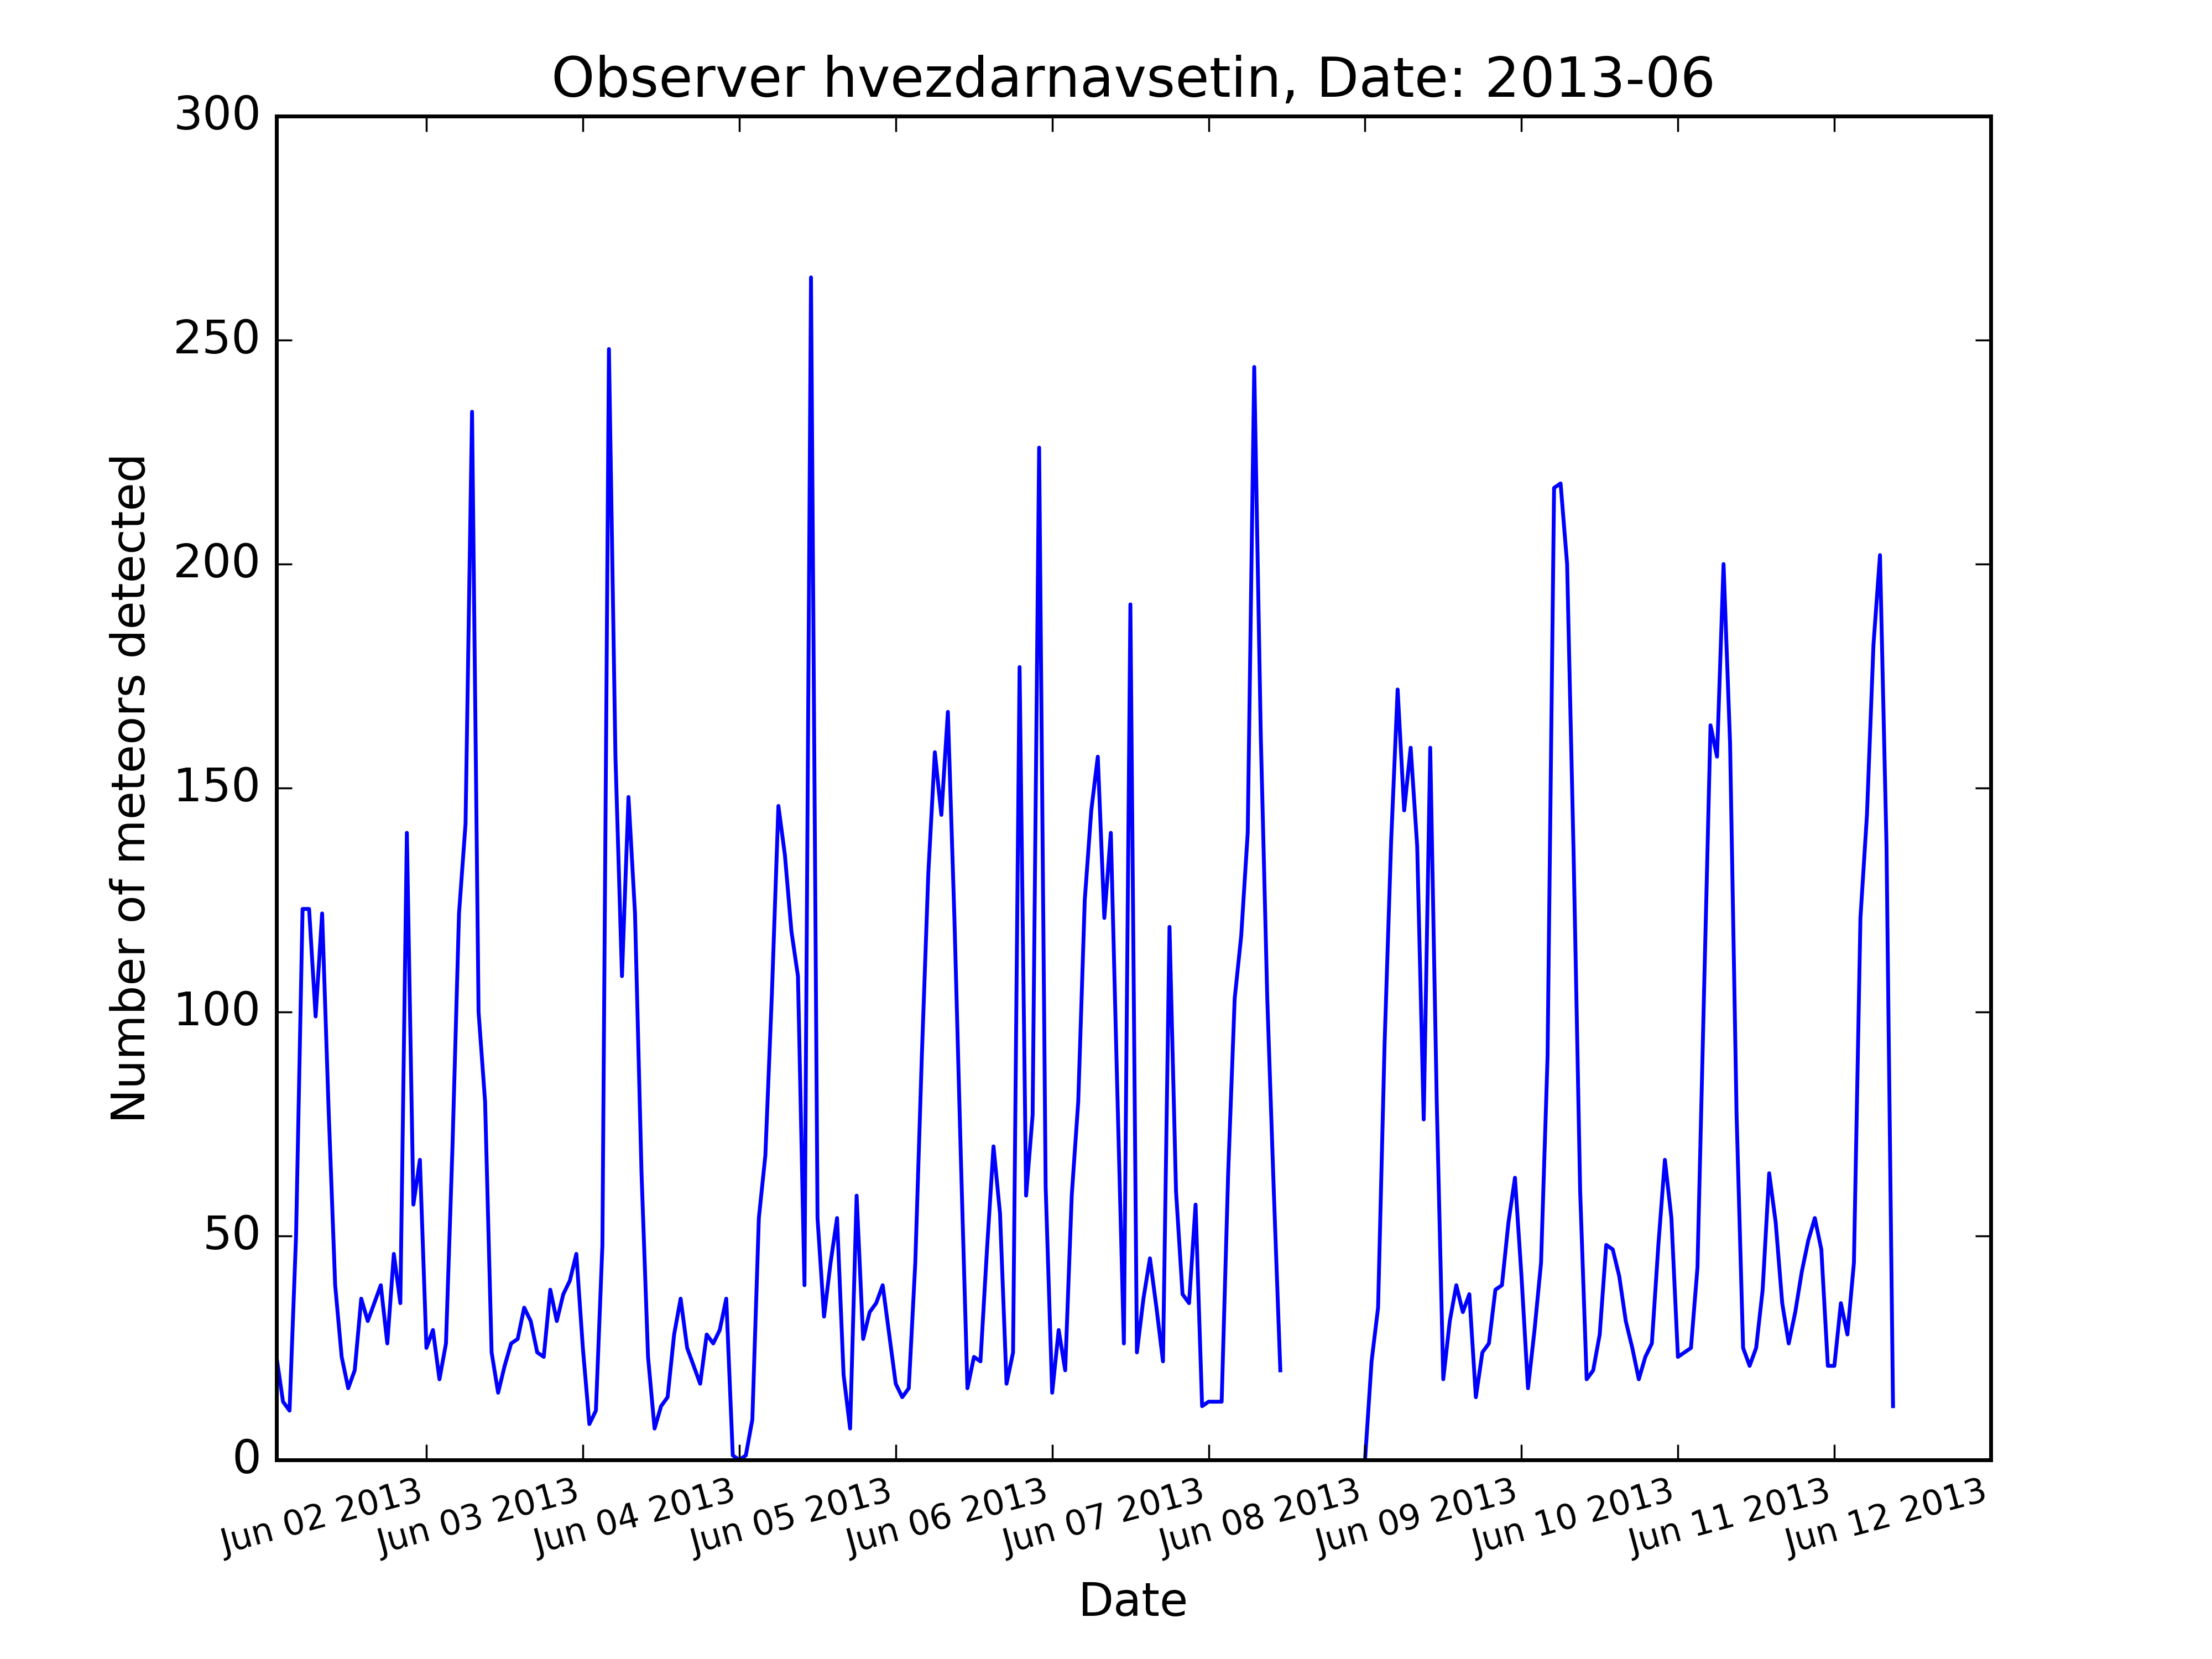 Observer hvezdarnavsetin, Date: 2013-06
Number of meteors detected
300
250
200
150
100
50
0
Jun 02 2013
Jun 03 2013
Jun 04 2013
Jun 05 2013
Jun 06 2013
Jun 07 2013
Jun 08 2013
Jun 09 2013
Jun 10 2013
Jun 11 2013
Jun 12 2013
Date